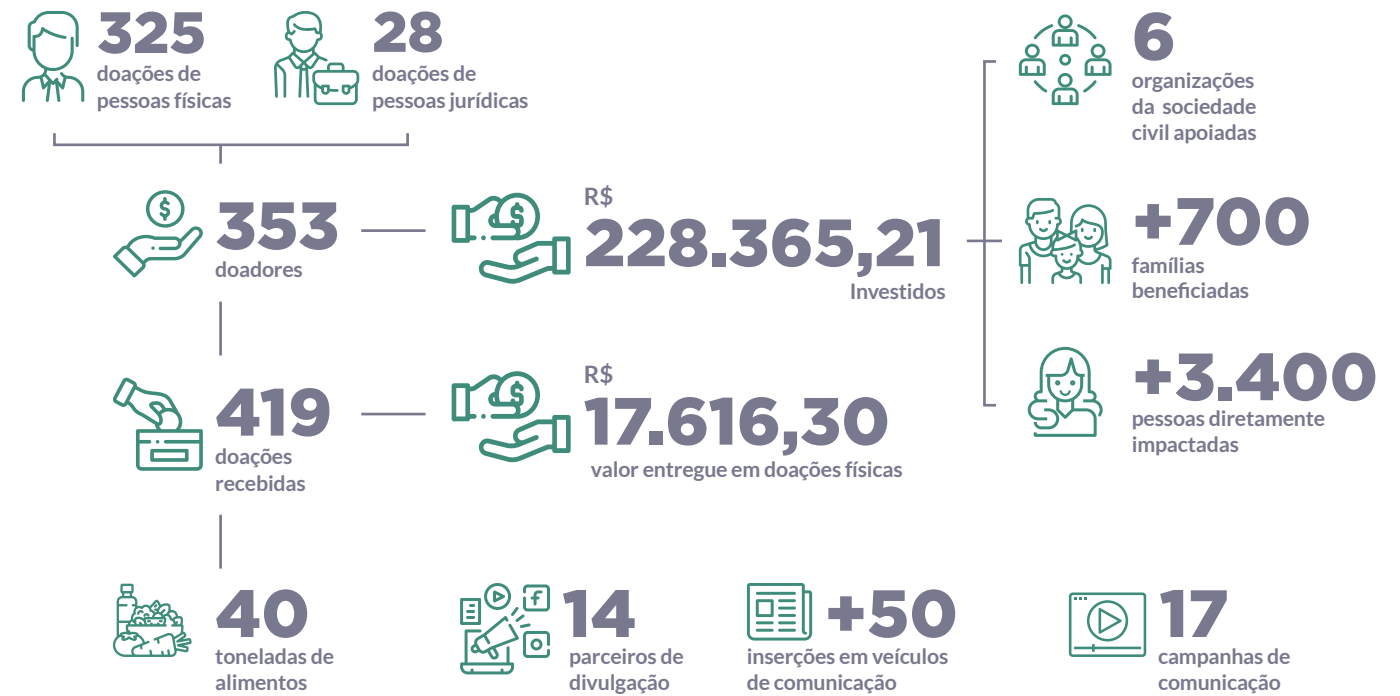 325
doações de
pessoas físicas
28
doações de
pessoas jurídicas
6
organizações
da sociedade
civil apoiadas
353
doadores
R$
228.365,21
Investidos
+700
famílias
beneficiadas
419
doações
recebidas
R$
17.616,30
valor entregue em doações físicas
+3.400
pessoas diretamente
impactadas
40
toneladas de
alimentos
14
parceiros de
divulgação
+50
inserções em veículos
de comunicação
17
campanhas de
comunicação